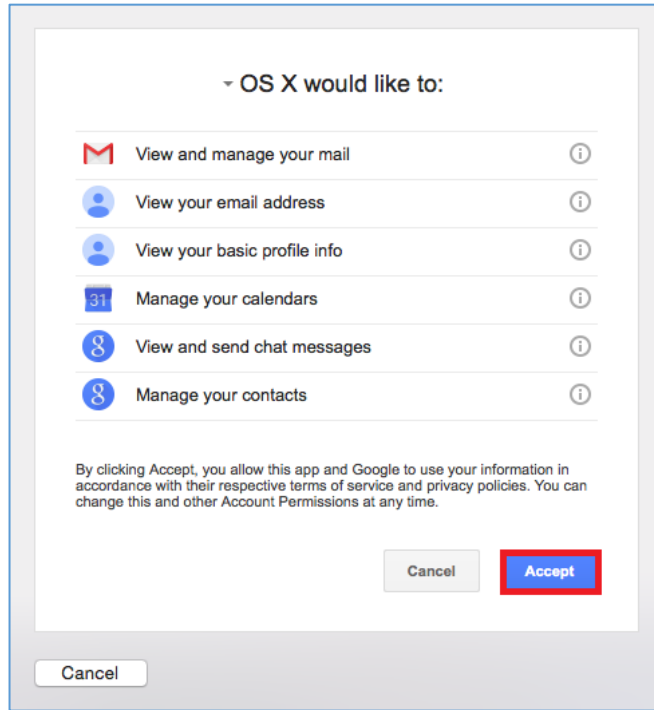 OS X would like to:
View and manage your mail
View your email address
View your basic profile info
31
Manage your calendars
8
View and send chat messages
8
Manage your contacts
By clicking Accept, you allow this app and Google to use your information in
accordance with their respective terms of service and privacy policies. You can
change this and other Account Permissions at any time.
Cancel
Accept
Cancel